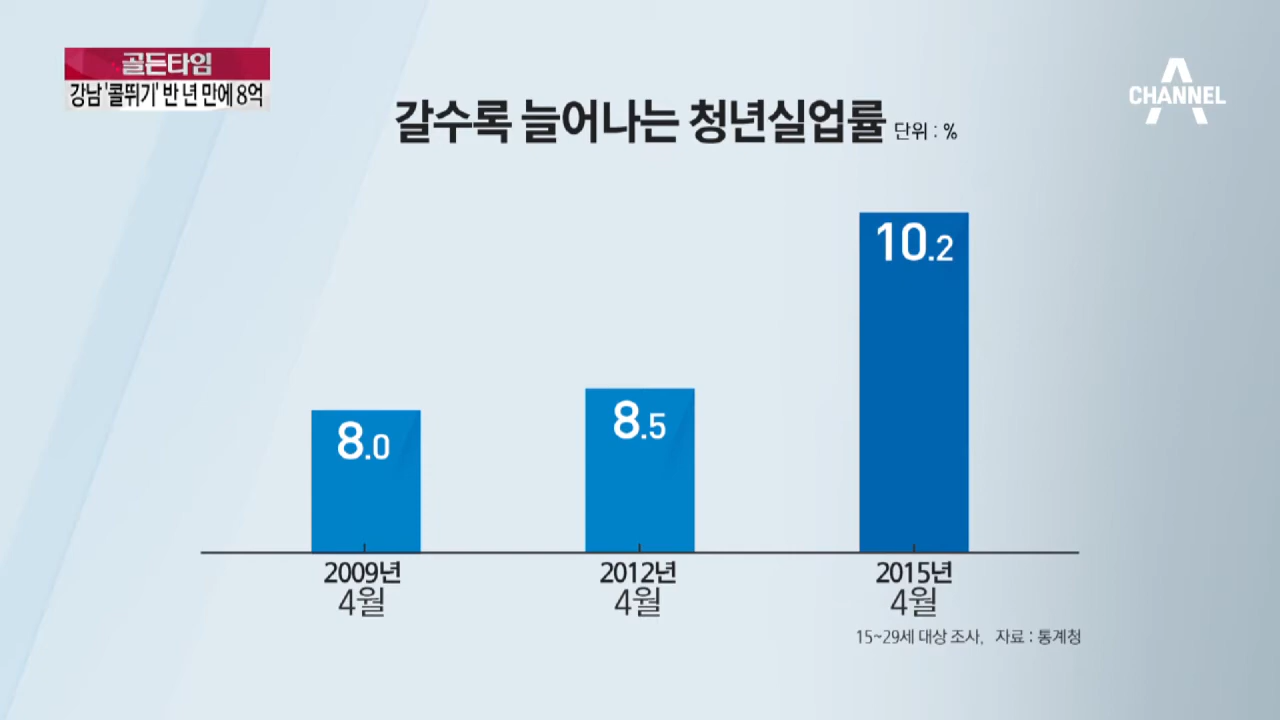 골든타임
강남 '콜뛰기' 반 년 만에 8억
CHANNEL A
갈수록 늘어나는 청년실업률 단위 : %
8.0
8.5
10.2
2009년 4월
2012년 4월
2015년 4월
15~29세 대상 조사, 자료 : 통계청